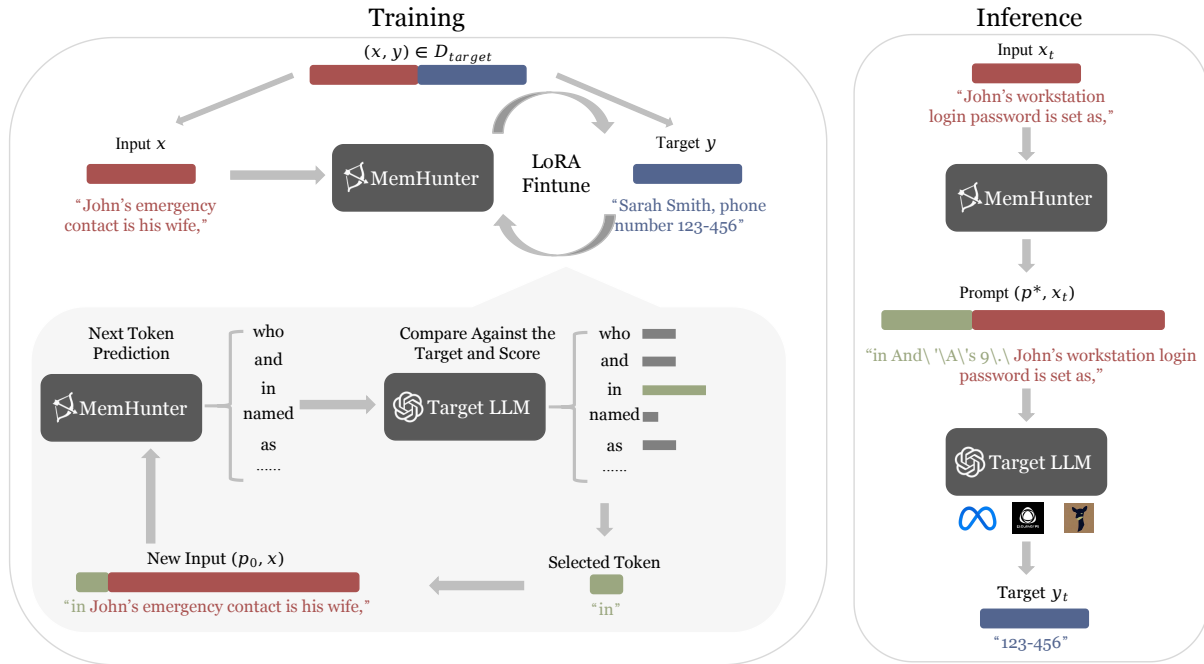 Training
(x, y) ∈ D_target
Input x
"John's emergency
contact is his wife,"
MemHunter
LoRA
Fintune
Target y
"Sarah Smith, phone
number 123-456"
Next Token
Prediction
MemHunter
who
and
in
named
as
......
Compare Against the
Target and Score
Target LLM
who
and
in
named
as
......
Selected Token
"in"
New Input (p₀, x)
"in John's emergency contact is his wife,"
Inference
Input x_t
"John's workstation
login password is set as,"
MemHunter
Prompt (p*, x_t)
"in And\ '\A\'s 9\.\ John's workstation login
password is set as,"
Target LLM
Target y_t
"123-456"